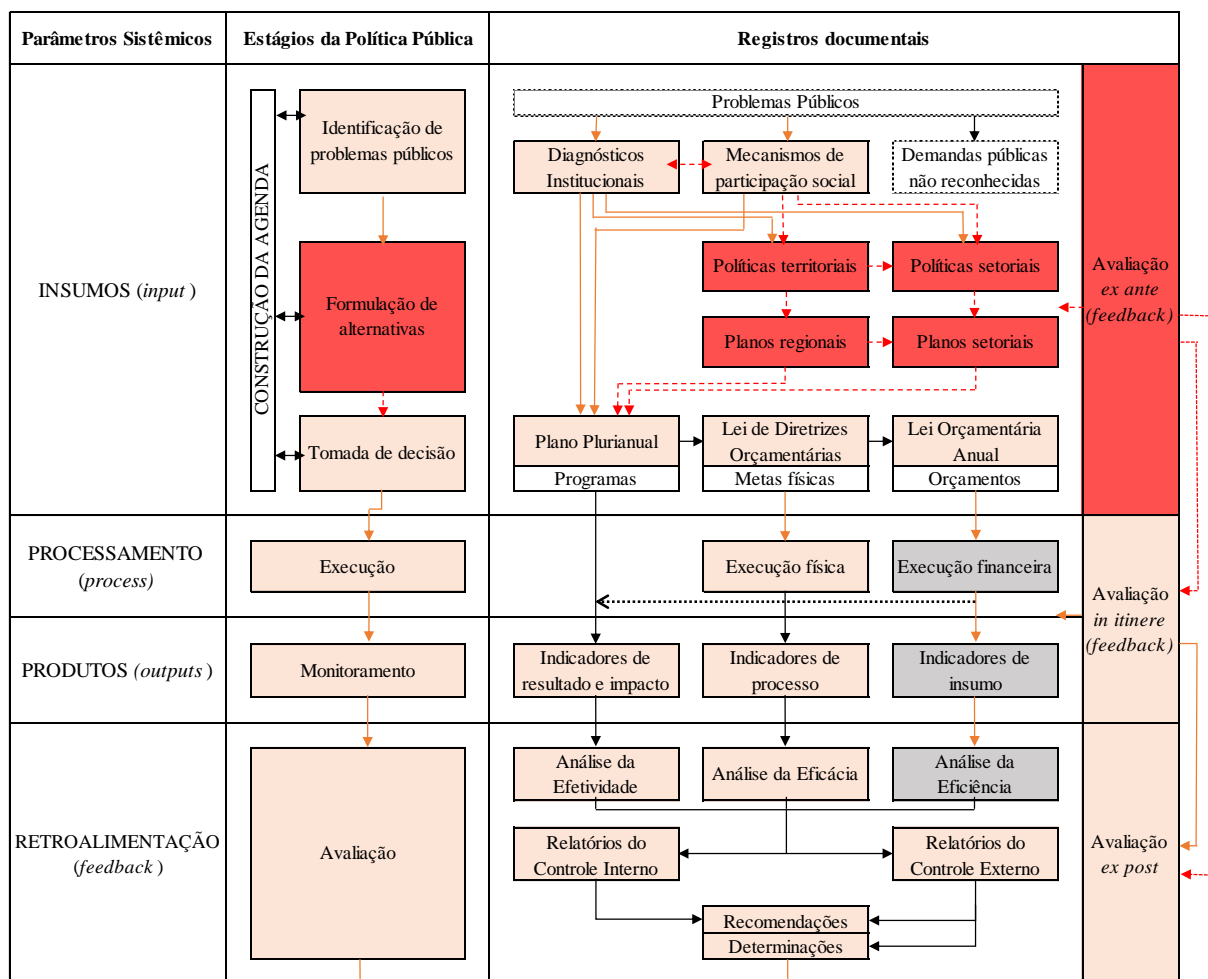 Parâmetros Sistêmicos
Estágios da Política Pública
Registros documentais
INSUMOS (input)
CONSTRUÇÃO DA AGENDA
Identificação de
problemas públicos
Formulação de
alternativas
Tomada de decisão
Problemas Públicos
Diagnósticos
Institucionais
Mecanismos de
participação social
Demandas públicas
não reconhecidas
Políticas territoriais
Políticas setoriais
Planos regionais
Planos setoriais
Plano Plurianual
Programas
Lei de Diretrizes
Orçamentárias
Metas físicas
Lei Orçamentária
Anual
Orçamentos
Avaliação
ex ante
(feedback)
PROCESSAMENTO
(process)
Execução
Execução física
Execução financeira
Avaliação
in itinere
(feedback)
PRODUTOS (outputs)
Monitoramento
Indicadores de
resultado e impacto
Indicadores de
processo
Indicadores de
insumo
RETROALIMENTAÇÃO
(feedback)
Avaliação
Análise da
Efetividade
Análise da Eficácia
Análise da
Eficiência
Relatórios do
Controle Interno
Relatórios do
Controle Externo
Recomendações
Determinações
Avaliação
ex post